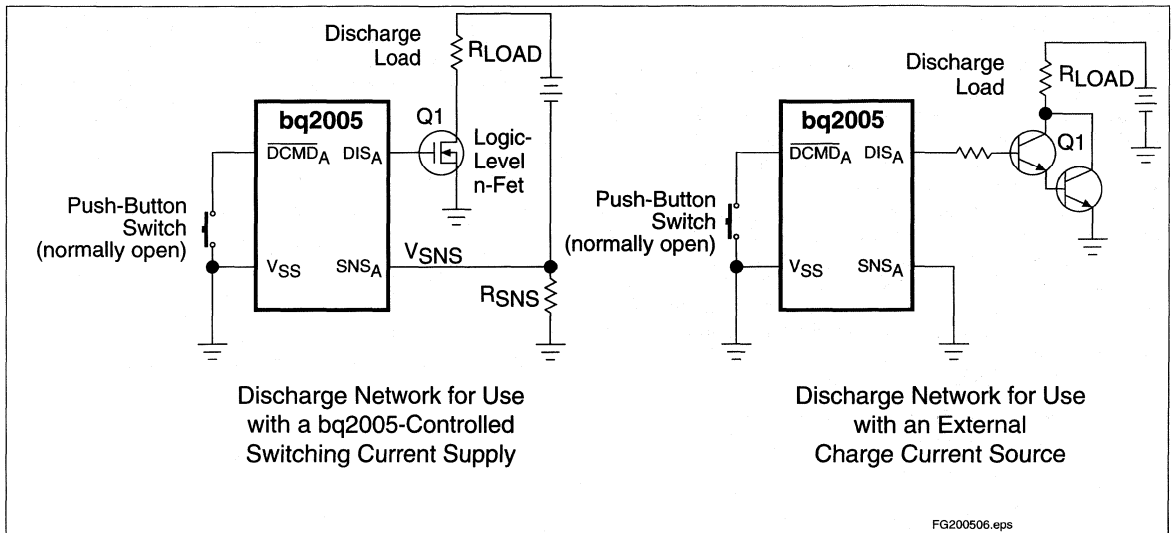 Discharge
Load
RLOAD
bq2005
Q1
DCMDA
DISA
Logic-
Level
n-Fet
Push-Button
Switch
(normally open)
VSS
SNSA
VSNS
RSNS
Discharge Network for Use
with a bq2005-Controlled
Switching Current Supply
Discharge
Load
RLOAD
bq2005
Q1
DCMDA
DISA
Push-Button
Switch
(normally open)
VSS
SNSA
Discharge Network for Use
with an External
Charge Current Source
FG200506.eps